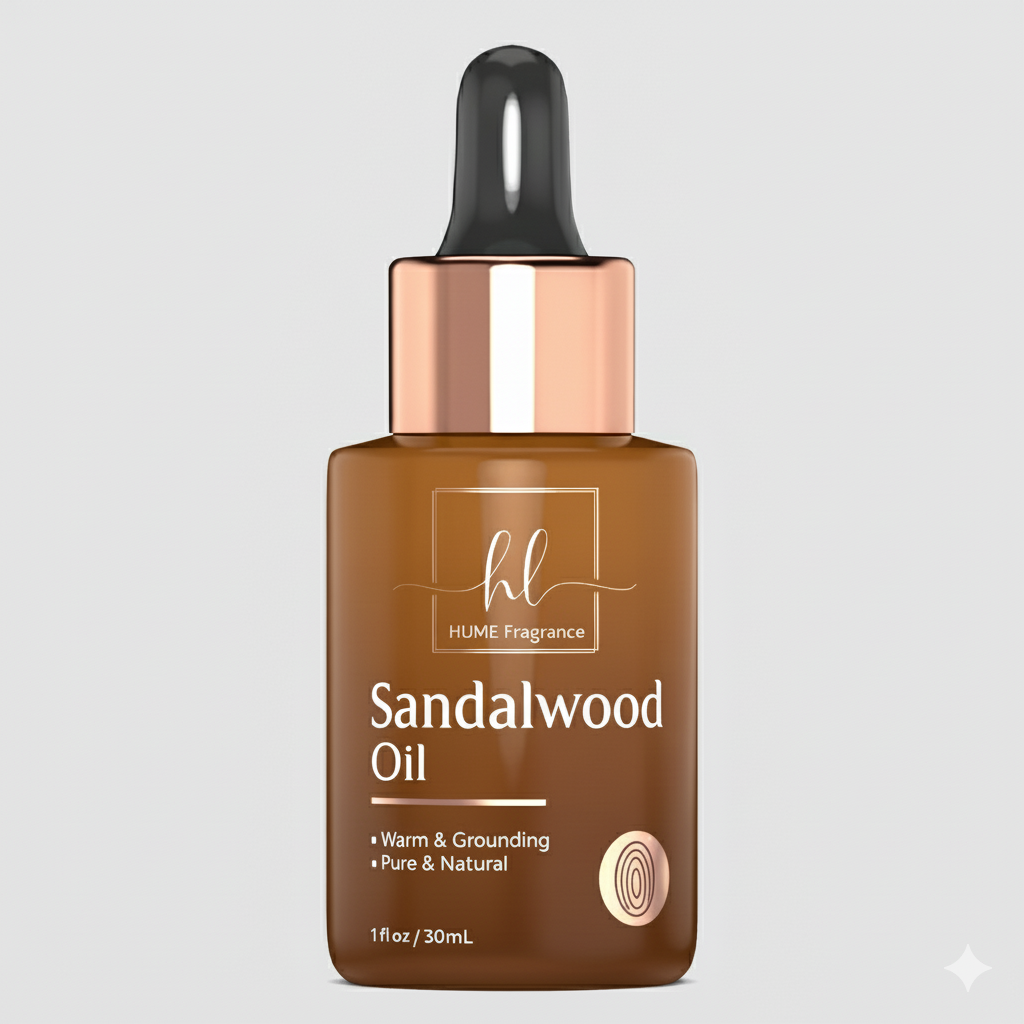 hl
HUME Fragrance
Sandalwood
Oil
▪ Warm & Grounding
▪ Pure & Natural
1 fl oz / 30mL